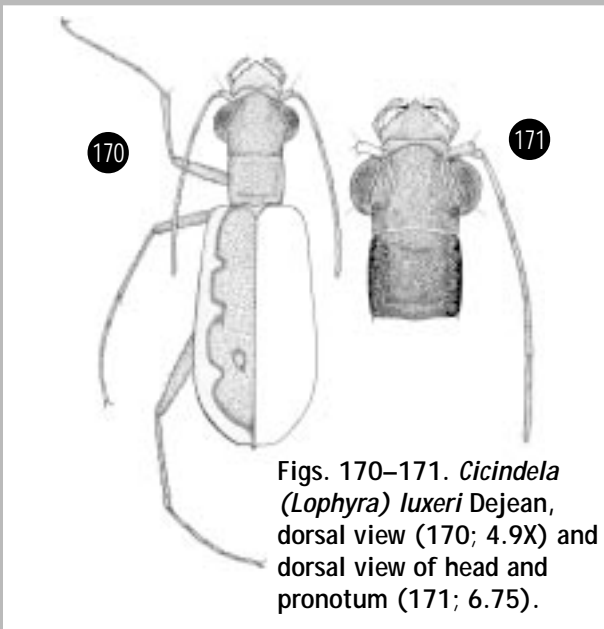 170
171
Figs. 170–171. Cicindela
(Lophyra) luxeri Dejean,
dorsal view (170; 4.9X) and
dorsal view of head and
pronotum (171; 6.75).